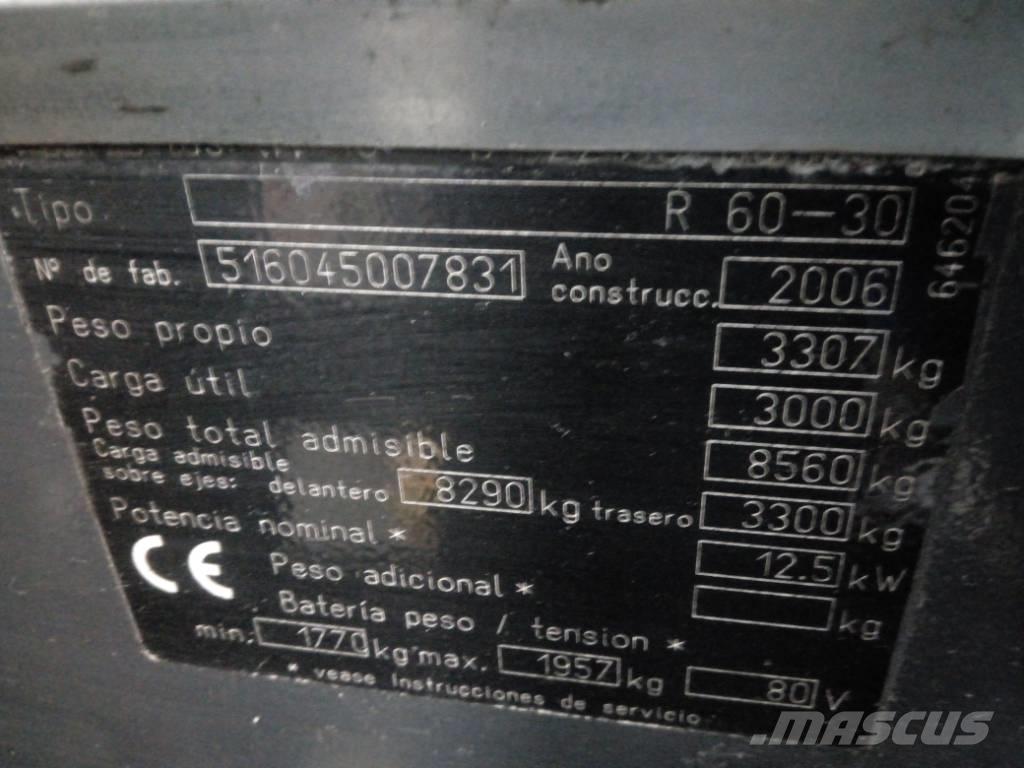 Tipo R 60-30
Nº de fab. 516045007831 Ano construcc. 2006
Peso propio 3307 kg
Carga útil 3000 kg
Peso total admisible 8560 kg
Carga admisible
sobre ejes: delantero 8290 kg trasero 3300 kg
Potencia nominal * 12.5 kW
Peso adicional * kg
Batería peso / tension *
min. 1770 kg max. 1957 kg 80 V
* vease Instrucciones de servicio
646204
CE
MASCUS